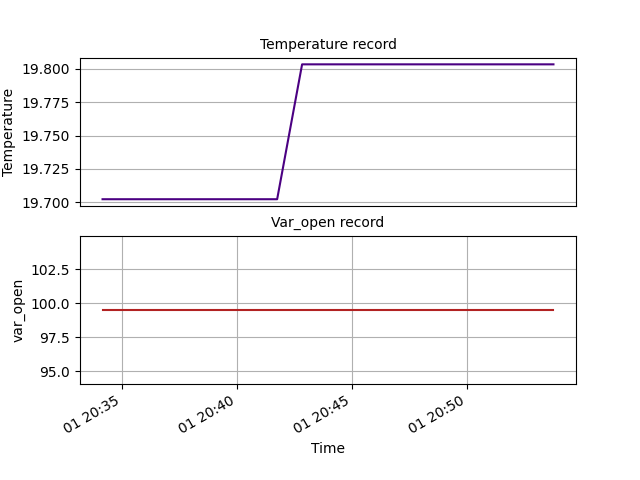 Temperature record
19.800
19.775
19.750
19.725
19.700
Temperature
Var_open record
102.5
100.0
97.5
95.0
var_open
01 20:35
01 20:40
01 20:45
01 20:50
Time